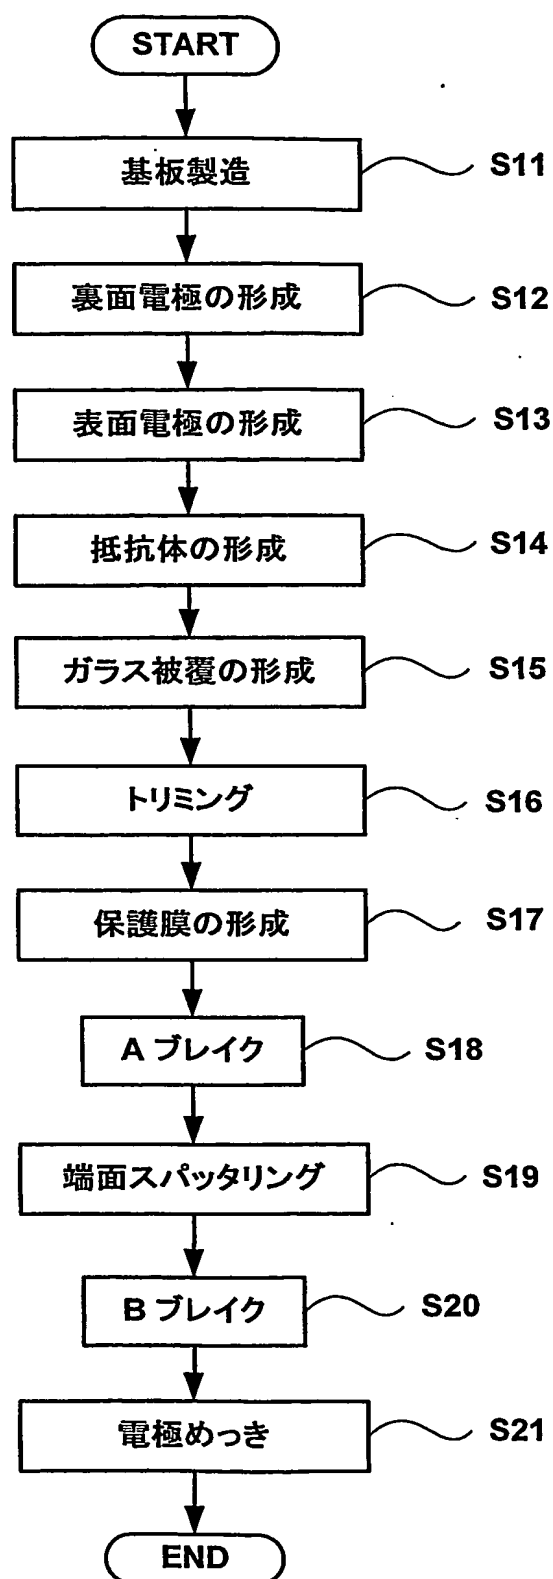 START
基板製造 S11
裏面電極の形成 S12
表面電極の形成 S13
抵抗体の形成 S14
ガラス被覆の形成 S15
トリミング S16
保護膜の形成 S17
A ブレイク S18
端面スパッタリング S19
B ブレイク S20
電極めっき S21
END